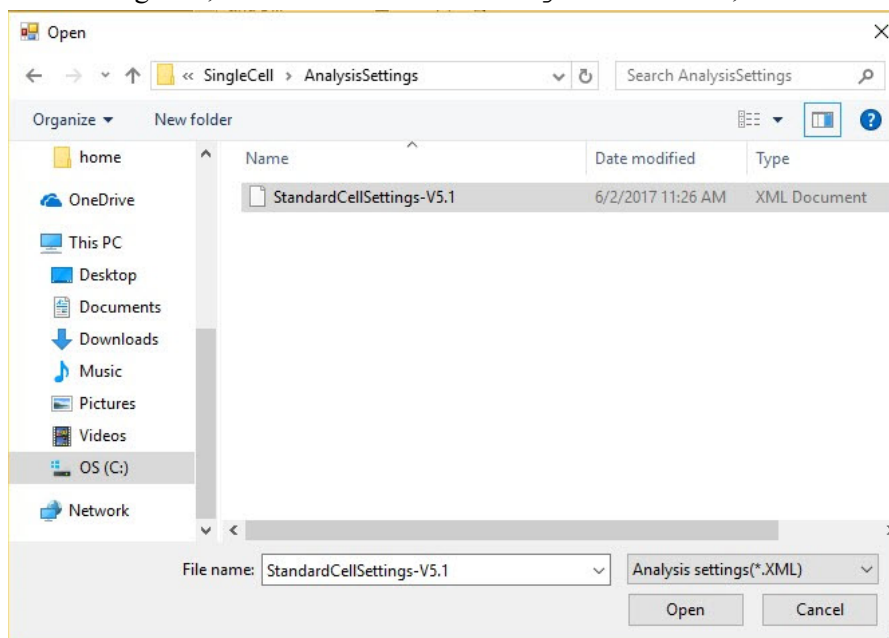 Open
« SingleCell > AnalysisSettings
Search AnalysisSettings
Organize
New folder
Name
Date modified
Type
home
StandardCellSettings-V5.1
6/2/2017 11:26 AM
XML Document
OneDrive
This PC
Desktop
Documents
Downloads
Music
Pictures
Videos
OS (C:)
Network
File name:
StandardCellSettings-V5.1
Analysis settings(*.XML)
Open
Cancel